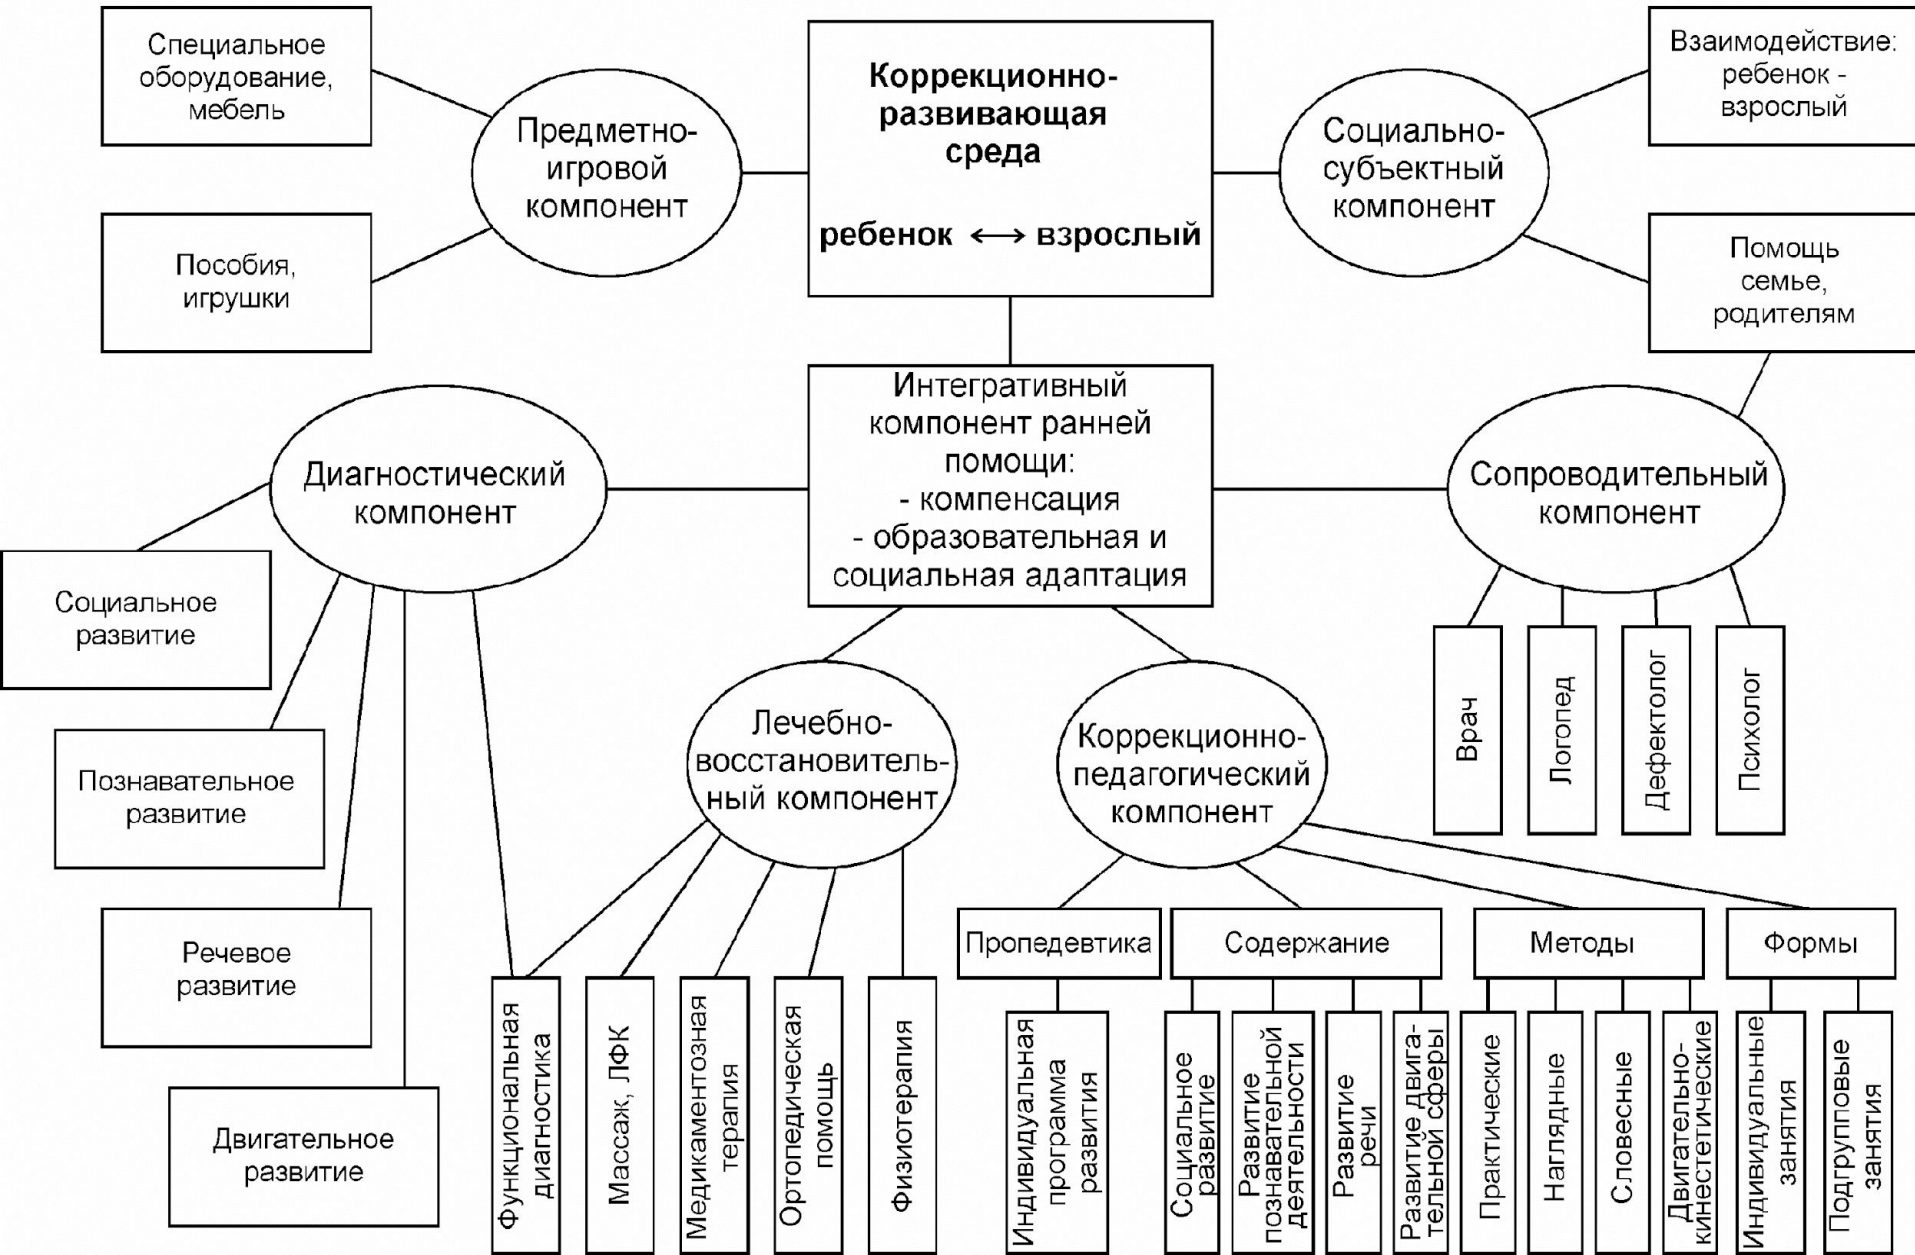 Специальное
оборудование,
мебель
Пособия,
игрушки
Предметно-
игровой
компонент
Коррекционно-
развивающая
среда
ребенок ⟷ взрослый
Социально-
субъектный
компонент
Взаимодействие:
ребенок -
взрослый
Помощь
семье,
родителям
Диагностический
компонент
Интегративный
компонент ранней
помощи:
- компенсация
- образовательная и
социальная адаптация
Сопроводительный
компонент
Социальное
развитие
Познавательное
развитие
Речевое
развитие
Двигательное
развитие
Лечебно-
восстановитель-
ный компонент
Коррекционно-
педагогический
компонент
Врач
Логопед
Дефектолог
Психолог
Функциональная
диагностика
Массаж, ЛФК
Медикаментозная
терапия
Ортопедическая
помощь
Физиотерапия
Пропедевтика
Содержание
Методы
Формы
Индивидуальная
программа
развития
Социальное
развитие
Развитие
познавательной
деятельности
Развитие
речи
Развитие двига-
тельной сферы
Практические
Наглядные
Словесные
Двигательно-
кинестетические
Индивидуальные
занятия
Подгрупповые
занятия